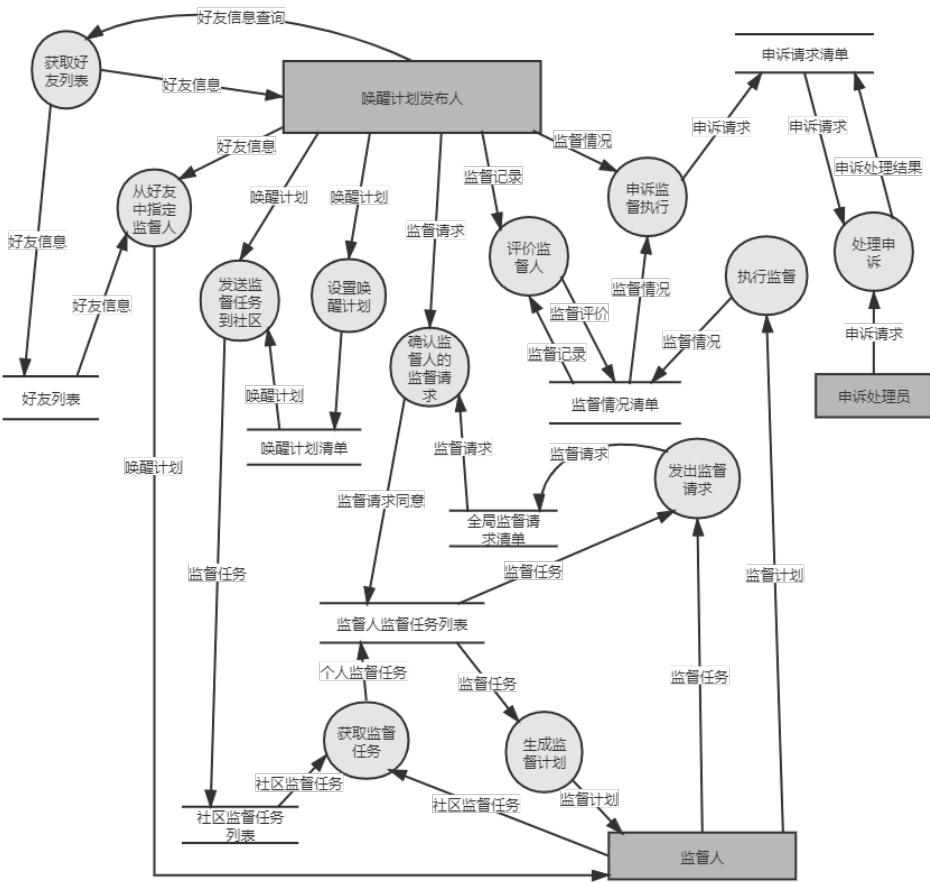 好友信息查询
获取好
友列表
好友信息
唤醒计划发布人
申诉请求清单
好友信息
监督情况
申诉请求
申诉请求
从好友
中指定
监督人
唤醒计划
唤醒计划
监督记录
申诉监
督执行
申诉处理结果
监督请求
好友信息
评价监
督人
执行监督
处理申
诉
好友信息
发送监
督任务
到社区
设置唤
醒计划
监督评价
监督情况
监督情况
申诉请求
确认监
督人的
监督请
求
监督记录
好友列表
唤醒计划
监督情况清单
申诉处理员
唤醒计划清单
监督请求
监督请求
发出监督
请求
唤醒计划
监督请求同意
全局监督请
求清单
监督任务
监督任务
监督计划
监督人监督任务列表
个人监督任务
监督任务
监督任务
获取监督
任务
生成监
督计划
社区监督任务
社区监督任务
监督计划
社区监督任务
列表
监督人